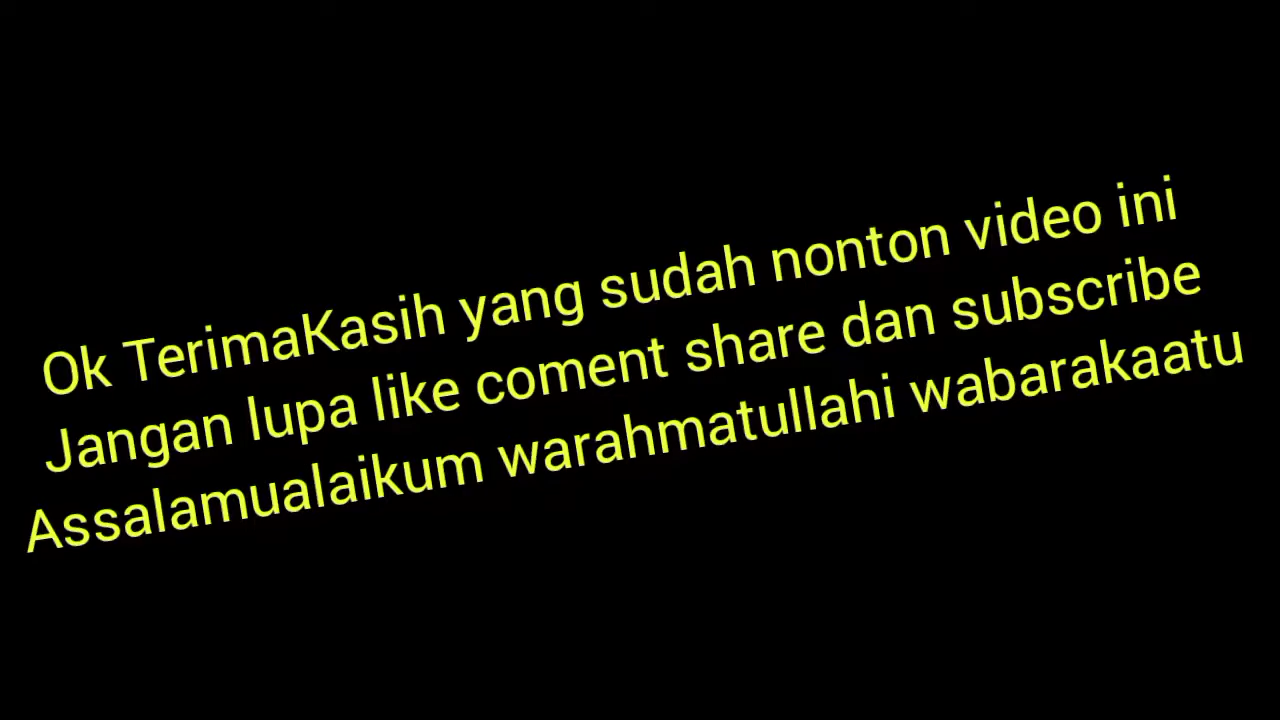 Ok TerimaKasih yang sudah nonton video ini
Jangan lupa like coment share dan subscribe
Assalamualaikum warahmatullahi wabarakaatu